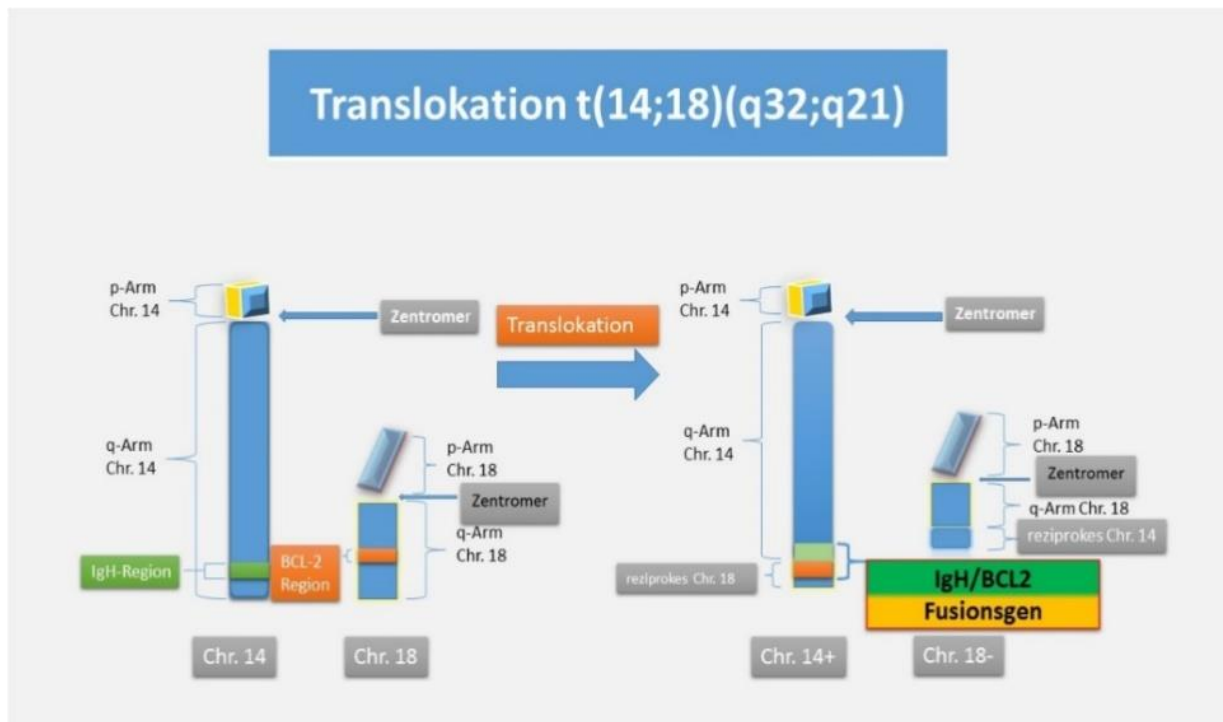 Translokation t(14;18)(q32;q21)
p-Arm
Chr. 14
Zentromer
q-Arm
Chr. 14
p-Arm
Chr. 18
Zentromer
q-Arm
Chr. 18
IgH-Region
BCL-2
Region
Chr. 14
Chr. 18
Translokation
p-Arm
Chr. 14
Zentromer
q-Arm
Chr. 14
p-Arm
Chr. 18
Zentromer
q-Arm Chr. 18
reziprokes Chr. 14
reziprokes Chr. 18
IgH/BCL2
Fusionsgen
Chr. 14+
Chr. 18-